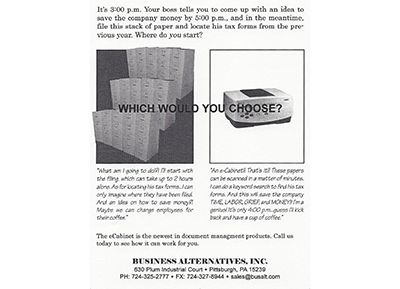 It's 3:00 p.m. Your boss tells you to come up with an idea to
save the company money by 5:00 p.m., and in the meantime,
file this stack of paper and locate his tax forms from the pre-
vious year. Where do you start?
WHICH WOULD YOU CHOOSE?
"What am I going to do?!! I'll start with
the filing, which can take up to 2 hours
alone. As for locating his tax forms...I can
only imagine where they have been filed.
And an idea on how to save money?!
Maybe we can change employees for
their coffee."
"An e-Cabinet!! That's it!! These papers
can be scanned in a matter of minutes.
I can do a keyword search to find his tax
forms. And this will save the company
TIME, LABOR, GRIEF, and MONEY!! I'm a
genius! It's only 4:00 p.m...guess I'll kick
back and have a cup of coffee."
The eCabinet is the newest in document managment products. Call us
today to see how it can work for you.
BUSINESS ALTERNATIVES, INC.
630 Plum Industrial Court • Pittsburgh, PA 15239
PH: 724-325-2777 • FX: 724-327-8944 • sales@busalt.com